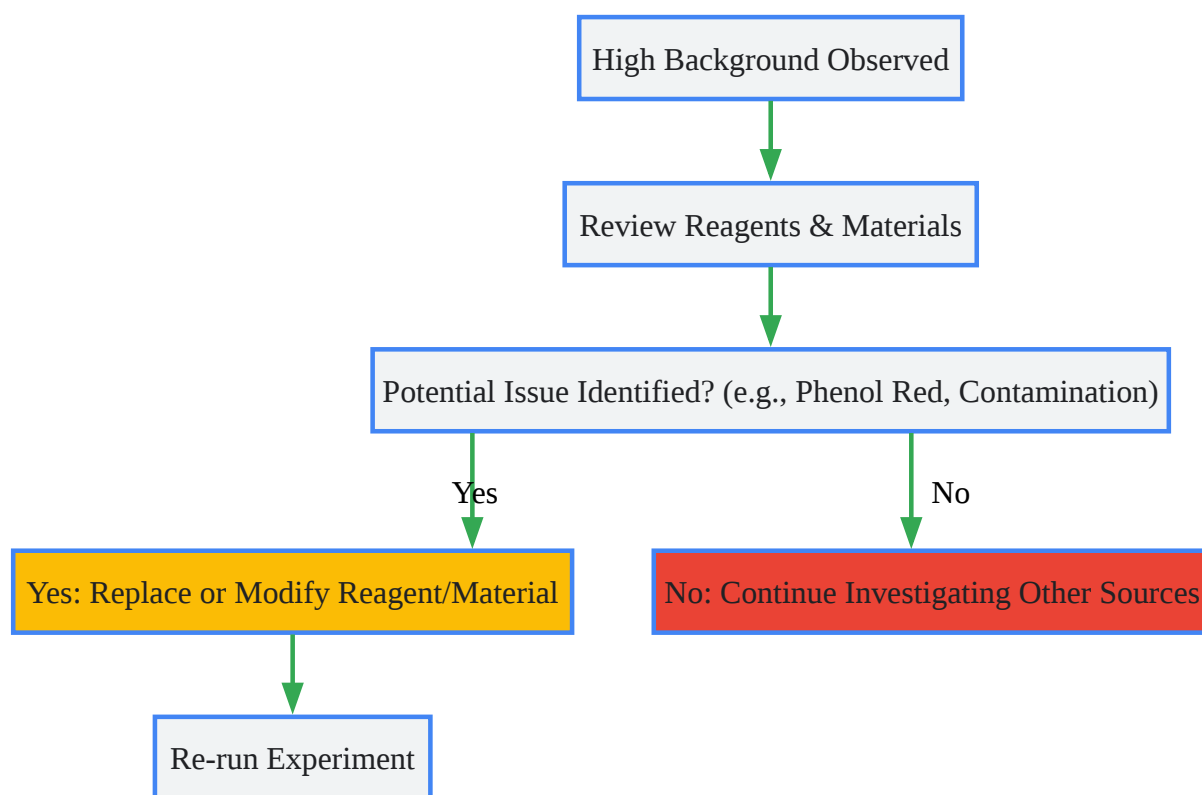 High Background Observed
Review Reagents & Materials
Potential Issue Identified? (e.g., Phenol Red, Contamination)
Yes
No
Yes: Replace or Modify Reagent/Material
No: Continue Investigating Other Sources
Re-run Experiment